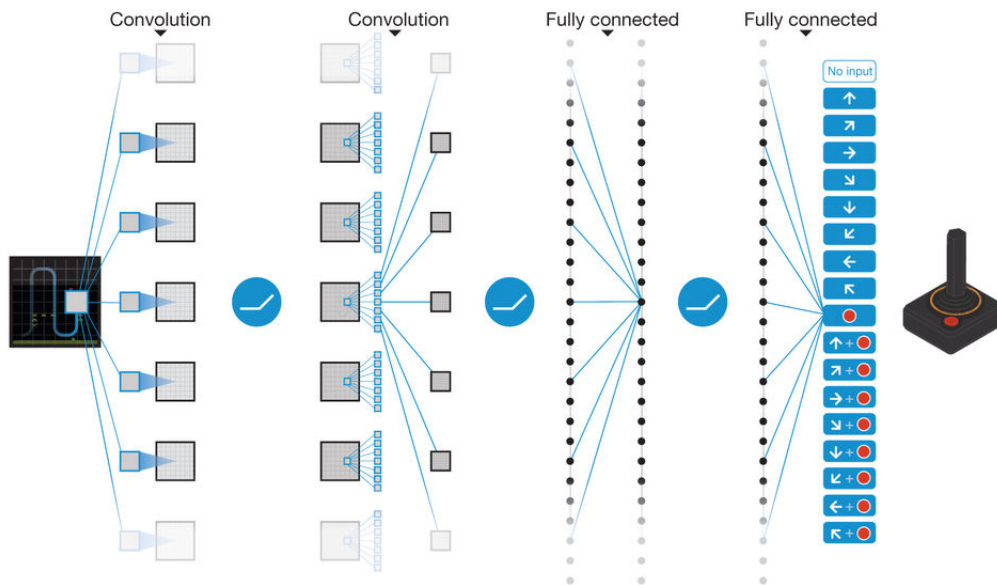 Convolution
Convolution
Fully connected
Fully connected
No input
+
+
+
+
+
+
+
+